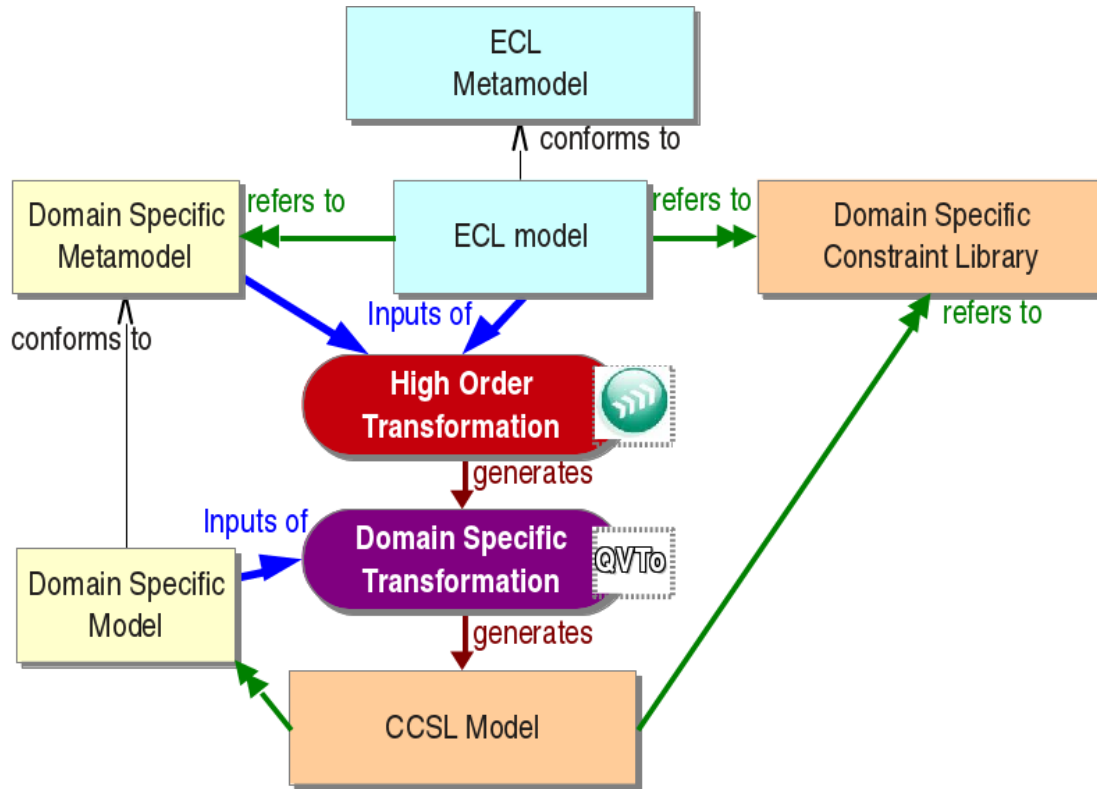 ECL
Metamodel
conforms to
Domain Specific
Metamodel
refers to
ECL model
refers to
Domain Specific
Constraint Library
conforms to
Inputs of
refers to
High Order
Transformation
generates
Inputs of
Domain Specific
Transformation
QVTo
Domain Specific
Model
generates
CCSL Model